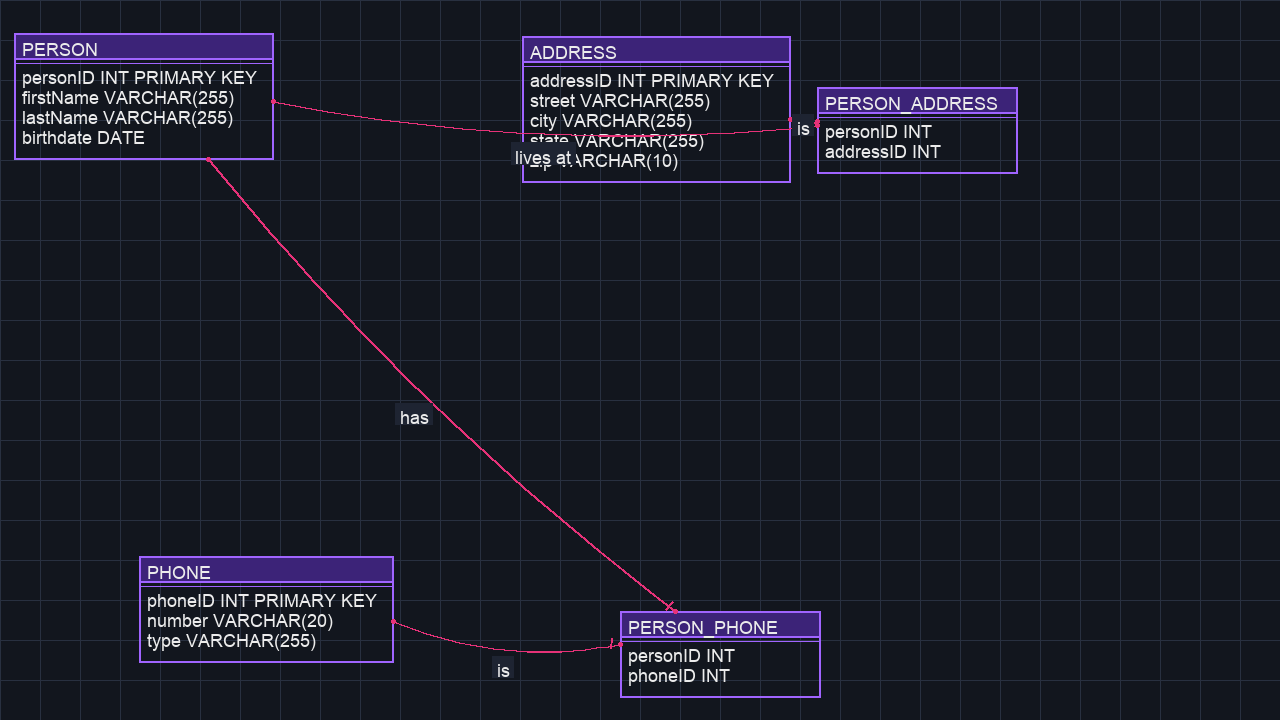 PERSON
personID INT PRIMARY KEY
firstName VARCHAR(255)
lastName VARCHAR(255)
birthdate DATE
ADDRESS
addressID INT PRIMARY KEY
street VARCHAR(255)
city VARCHAR(255)
state VARCHAR(255)
VARCHAR(10)
lives at
is
PERSON_ADDRESS
personID INT
addressID INT
has
PHONE
phoneID INT PRIMARY KEY
number VARCHAR(20)
type VARCHAR(255)
is
PERSON_PHONE
personID INT
phoneID INT